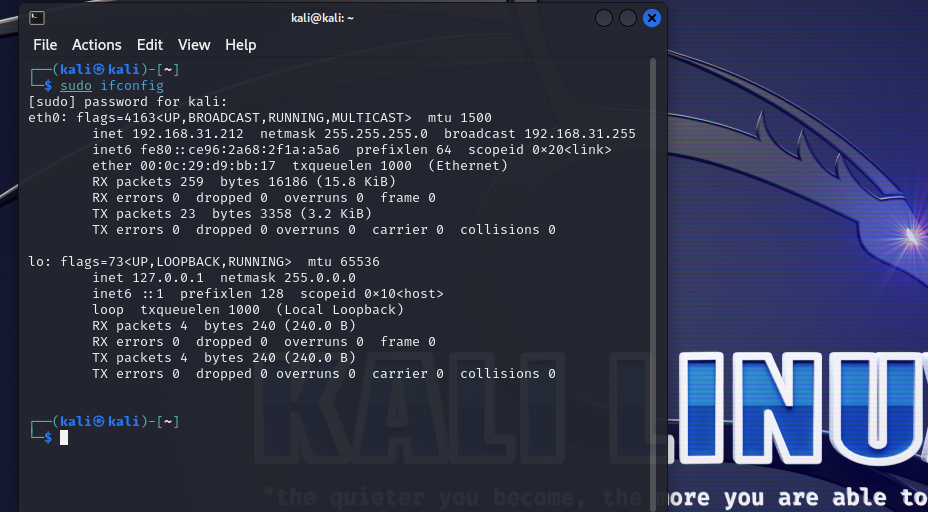 kali@kali: ~
File Actions Edit View Help
┌──(kali㉿kali)-[~]
└─$ sudo ifconfig
[sudo] password for kali:
eth0: flags=4163<UP,BROADCAST,RUNNING,MULTICAST>  mtu 1500
        inet 192.168.31.212  netmask 255.255.255.0  broadcast 192.168.31.255
        inet6 fe80::ce96:2a68:2f1a:a5a6  prefixlen 64  scopeid 0×20<link>
        ether 00:0c:29:d9:bb:17  txqueuelen 1000  (Ethernet)
        RX packets 259  bytes 16186 (15.8 KiB)
        RX errors 0  dropped 0  overruns 0  frame 0
        TX packets 23  bytes 3358 (3.2 KiB)
        TX errors 0  dropped 0 overruns 0  carrier 0  collisions 0

lo: flags=73<UP,LOOPBACK,RUNNING>  mtu 65536
        inet 127.0.0.1  netmask 255.0.0.0
        inet6 ::1  prefixlen 128  scopeid 0×10<host>
        loop  txqueuelen 1000  (Local Loopback)
        RX packets 4  bytes 240 (240.0 B)
        RX errors 0  dropped 0  overruns 0  frame 0
        TX packets 4  bytes 240 (240.0 B)
        TX errors 0  dropped 0 overruns 0  carrier 0  collisions 0

┌──(kali㉿kali)-[~]
└─$
KALI LINU
"the quieter you become, the more you are able to